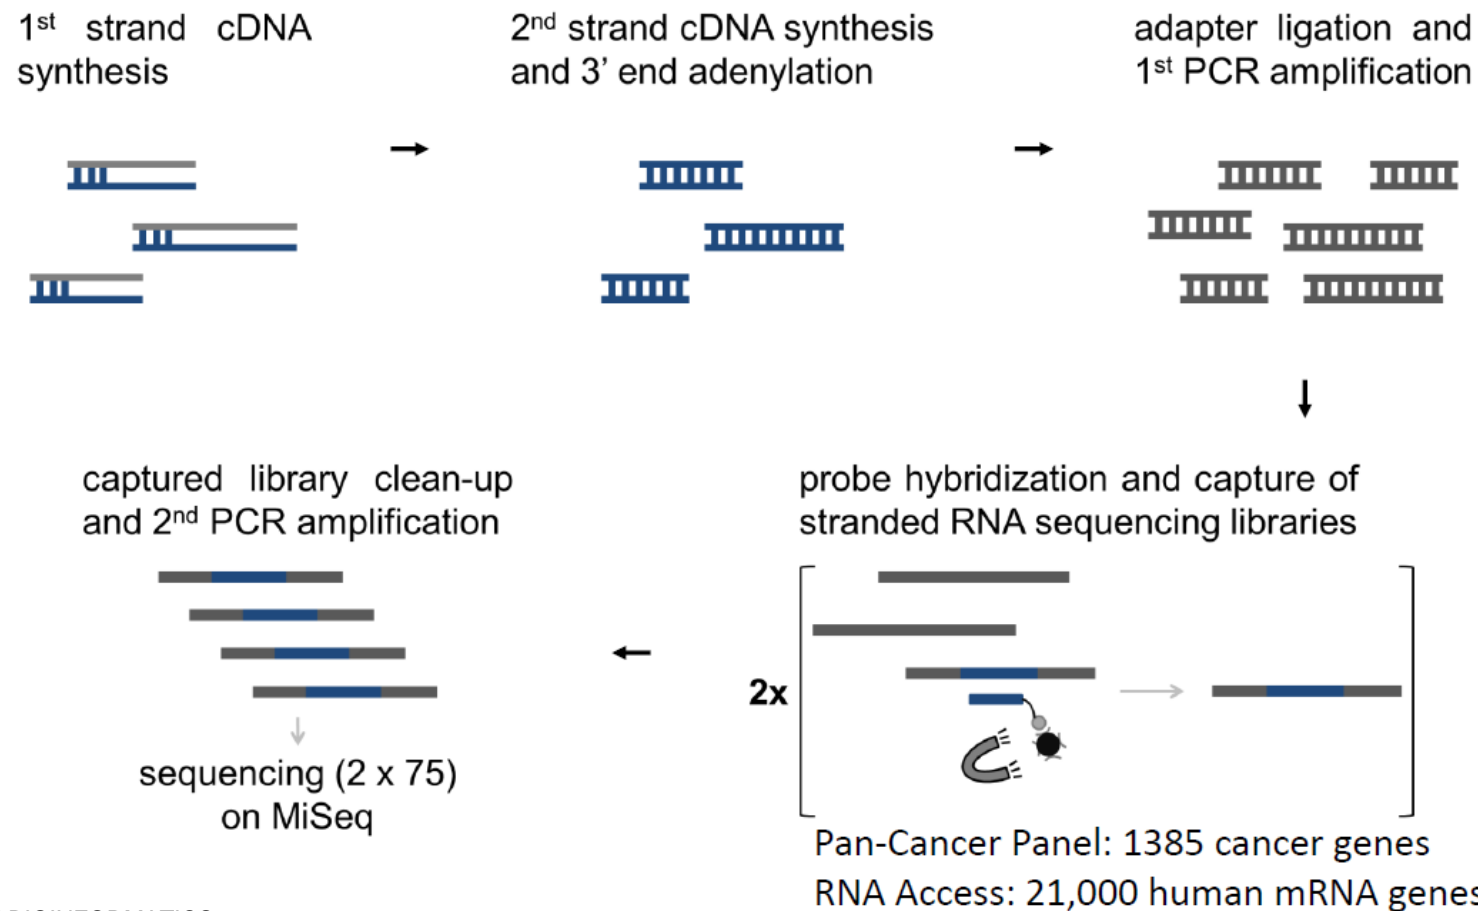 1st strand cDNA
synthesis
2nd strand cDNA synthesis
and 3’ end adenylation
adapter ligation and
1st PCR amplification
captured library clean-up
and 2nd PCR amplification
probe hybridization and capture of
stranded RNA sequencing libraries
2x
sequencing (2 x 75)
on MiSeq
Pan-Cancer Panel: 1385 cancer genes
RNA Access: 21,000 human mRNA genes